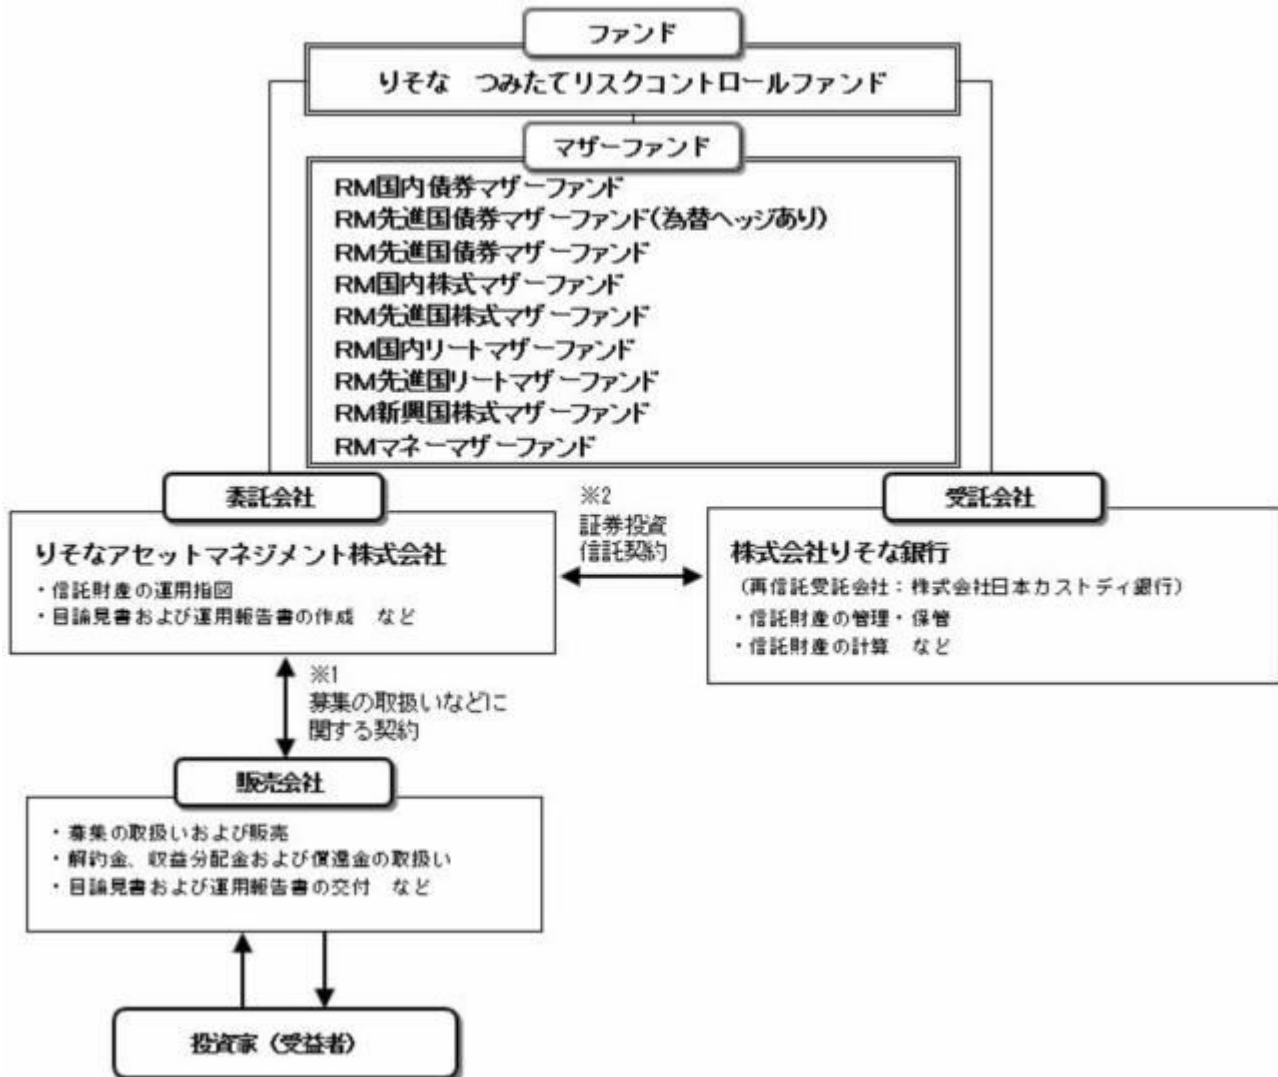 ファンド
りそな　つみたてリスクコントロールファンド
マザーファンド
RM国内債券マザーファンド
RM先進国債券マザーファンド(為替ヘッジあり)
RM先進国債券マザーファンド
RM国内株式マザーファンド
RM先進国株式マザーファンド
RM国内リートマザーファンド
RM先進国リートマザーファンド
RM新興国株式マザーファンド
RMマネーマザーファンド
委託会社
りそなアセットマネジメント株式会社
・信託財産の運用指図
・目論見書および運用報告書の作成　など
※2
証券投資
信託契約
受託会社
株式会社りそな銀行
（再信託受託会社：株式会社日本カストディ銀行）
・信託財産の管理・保管
・信託財産の計算　など
※1
募集の取扱いなどに
関する契約
販売会社
・募集の取扱いおよび販売
・解約金、収益分配金および償還金の取扱い
・目論見書および運用報告書の交付　など
投資家（受益者）